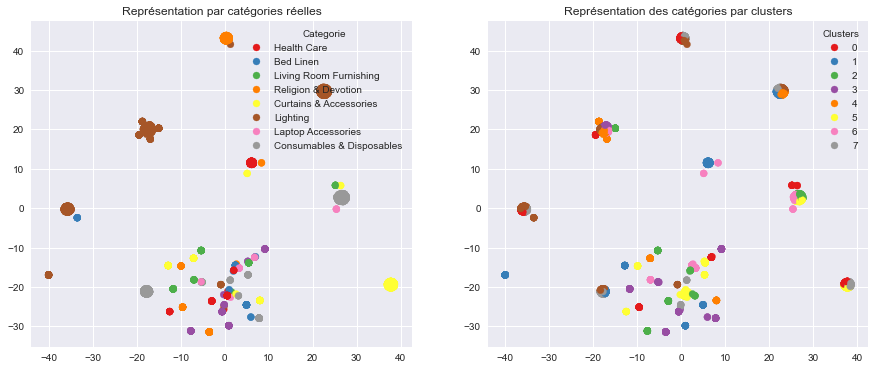 Représentation par catégories réelles
Categorie
Health Care
Bed Linen
Living Room Furnishing
Religion & Devotion
Curtains & Accessories
Lighting
Laptop Accessories
Consumables & Disposables
40
30
20
10
0
−10
−20
−30
−40 −30 −20 −10 0 10 20 30 40
Représentation des catégories par clusters
Clusters
0
1
2
3
4
5
6
7
40
30
20
10
0
−10
−20
−30
−40 −30 −20 −10 0 10 20 30 40